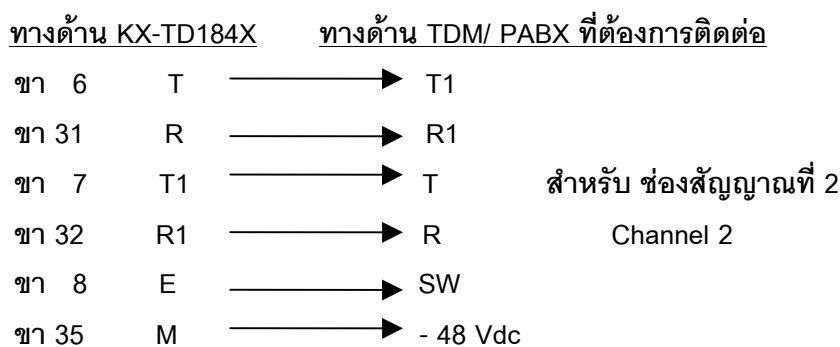 ทางด้าน KX-TD184X ทางด้าน TDM/ PABX ที่ต้องการติดต่อ
ขา 6 T T1
ขา 31 R R1
ขา 7 T1 T สำหรับ ช่องสัญญาณที่ 2
ขา 32 R1 R Channel 2
ขา 8 E SW
ขา 35 M - 48 Vdc